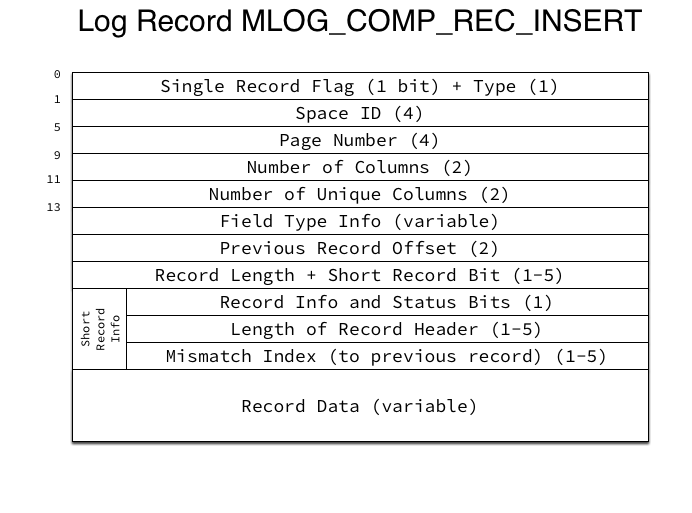 Log Record MLOG_COMP_REC_INSERT
0
Single Record Flag (1 bit) + Type (1)
1
Space ID (4)
5
Page Number (4)
9
Number of Columns (2)
11
Number of Unique Columns (2)
13
Field Type Info (variable)
Previous Record Offset (2)
Record Length + Short Record Bit (1-5)
Short
Record
Info
Record Info and Status Bits (1)
Length of Record Header (1-5)
Mismatch Index (to previous record) (1-5)
Record Data (variable)